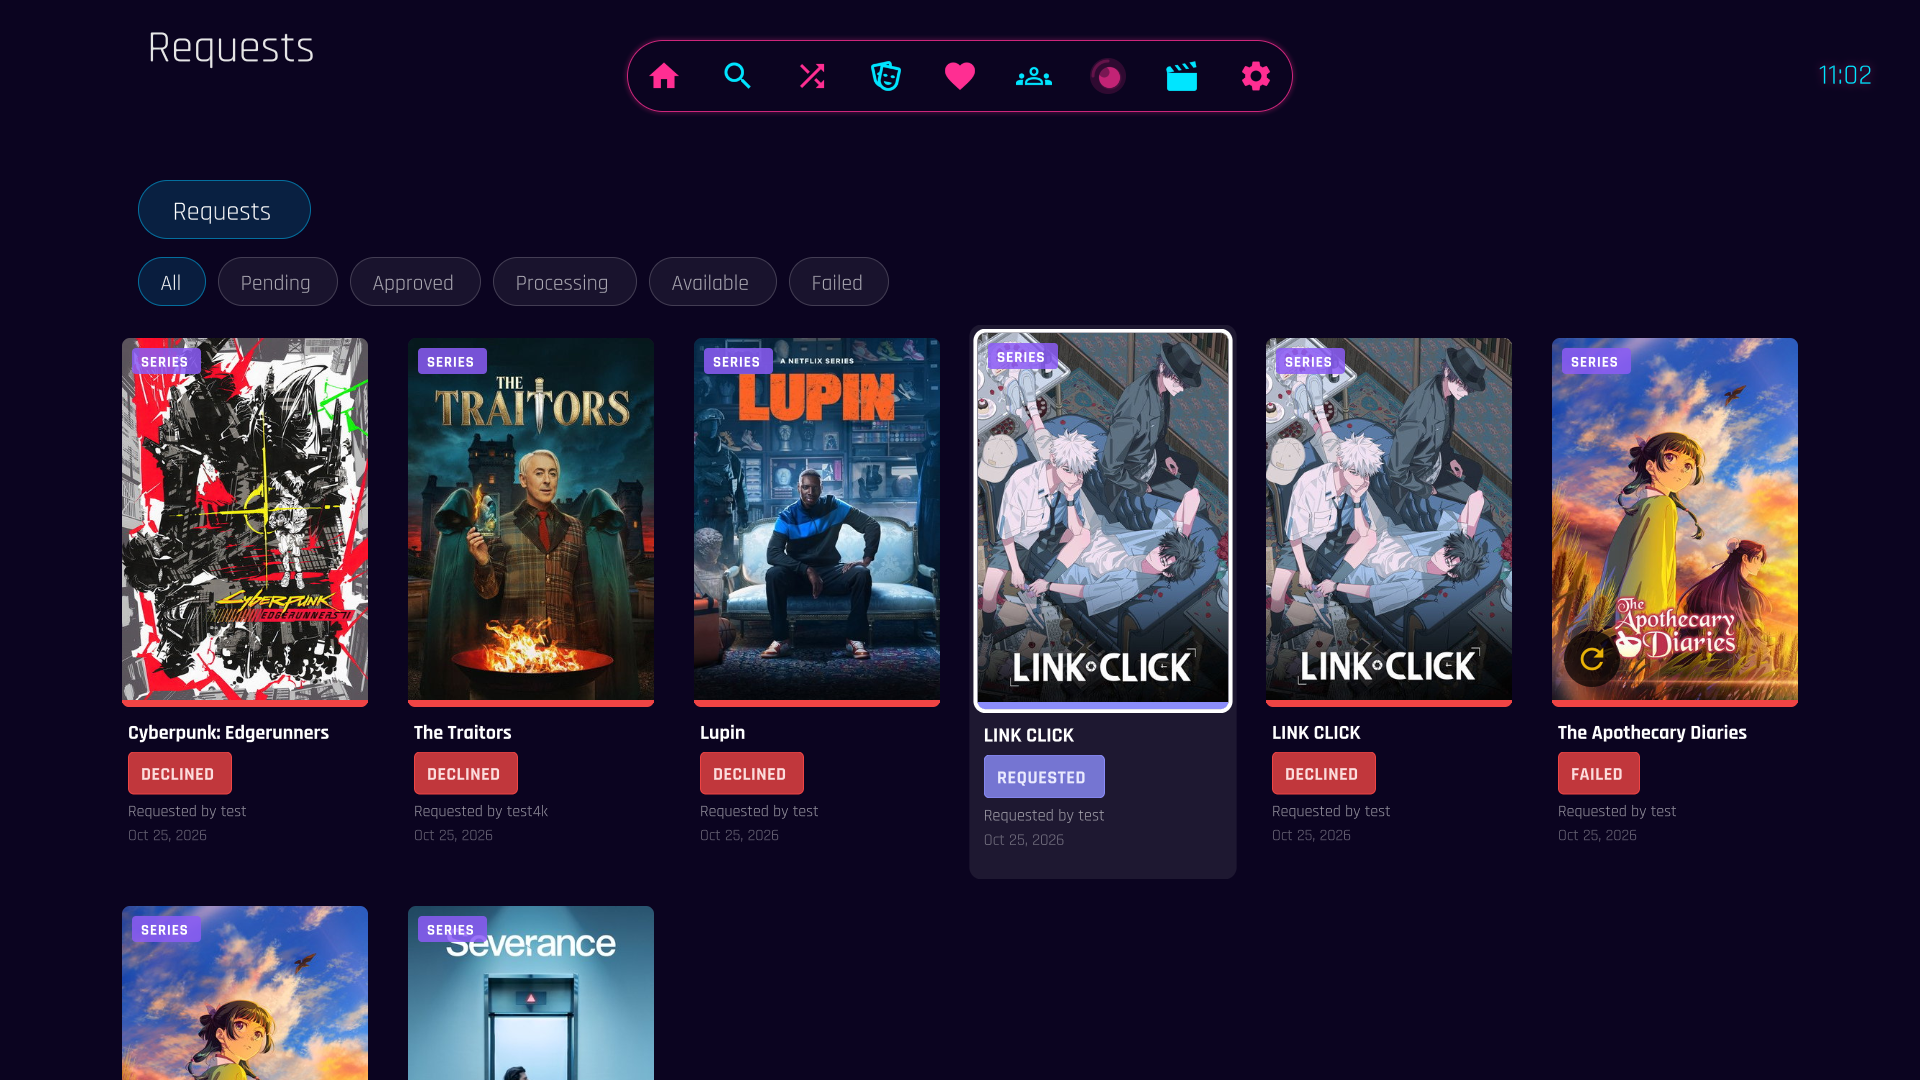 Requests
11:02
Requests
All
Pending
Approved
Processing
Available
Failed
SERIES
CYBERPUNK
EDGERUNNERS II
Cyberpunk: Edgerunners
DECLINED
Requested by test
Oct 25, 2026
SERIES
THE
TRAITORS
The Traitors
DECLINED
Requested by test4k
Oct 25, 2026
SERIES
A NETFLIX SERIES
LUPIN
Lupin
DECLINED
Requested by test
Oct 25, 2026
SERIES
LINK CLICK
LINK CLICK
REQUESTED
Requested by test
Oct 25, 2026
SERIES
LINK CLICK
LINK CLICK
DECLINED
Requested by test
Oct 25, 2026
SERIES
The
Apothecary
Diaries
The Apothecary Diaries
FAILED
Requested by test
Oct 25, 2026
SERIES
SERIES
Severance